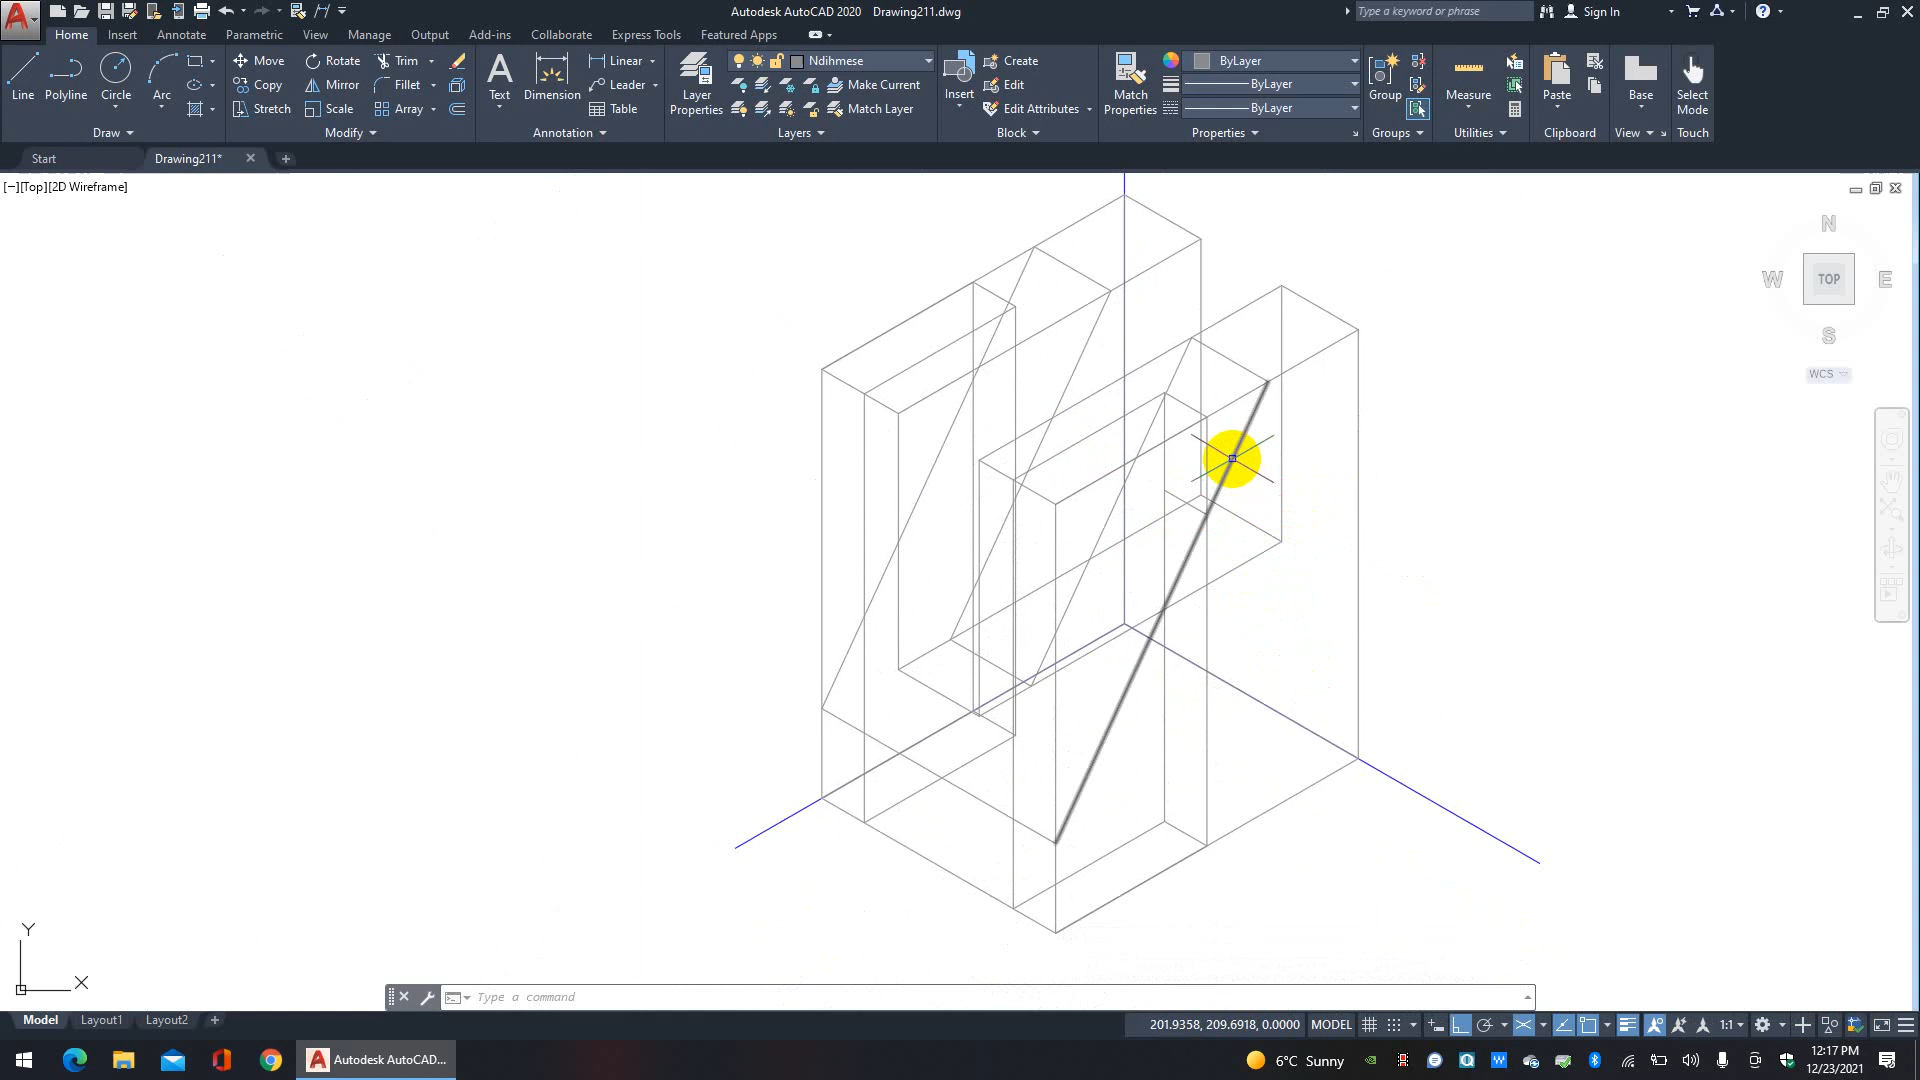 Autodesk AutoCAD 2020 Drawing211.dwg
Type a keyword or phrase
Sign In
Home Insert Annotate Parametric View Manage Output Add-ins Collaborate Express Tools Featured Apps
Line
Polyline
Circle
Arc
Draw
Move
Rotate
Trim
Copy
Mirror
Fillet
Stretch
Scale
Array
Modify
Text
Dimension
Linear
Leader
Table
Annotation
Layer
Properties
Ndihmese
Make Current
Match Layer
Layers
Insert
Create
Edit
Edit Attributes
Block
Match
Properties
ByLayer
ByLayer
ByLayer
Properties
Group
Groups
Measure
Utilities
Paste
Clipboard
Base
View
Select
Mode
Touch
Start
Drawing211*
[−][Top][2D Wireframe]
N
W
TOP
E
S
WCS
Y
X
Type a command
Model Layout1 Layout2
201.9358, 209.6918, 0.0000
MODEL
1:1
Autodesk AutoCAD...
6°C Sunny
12:17 PM
12/23/2021